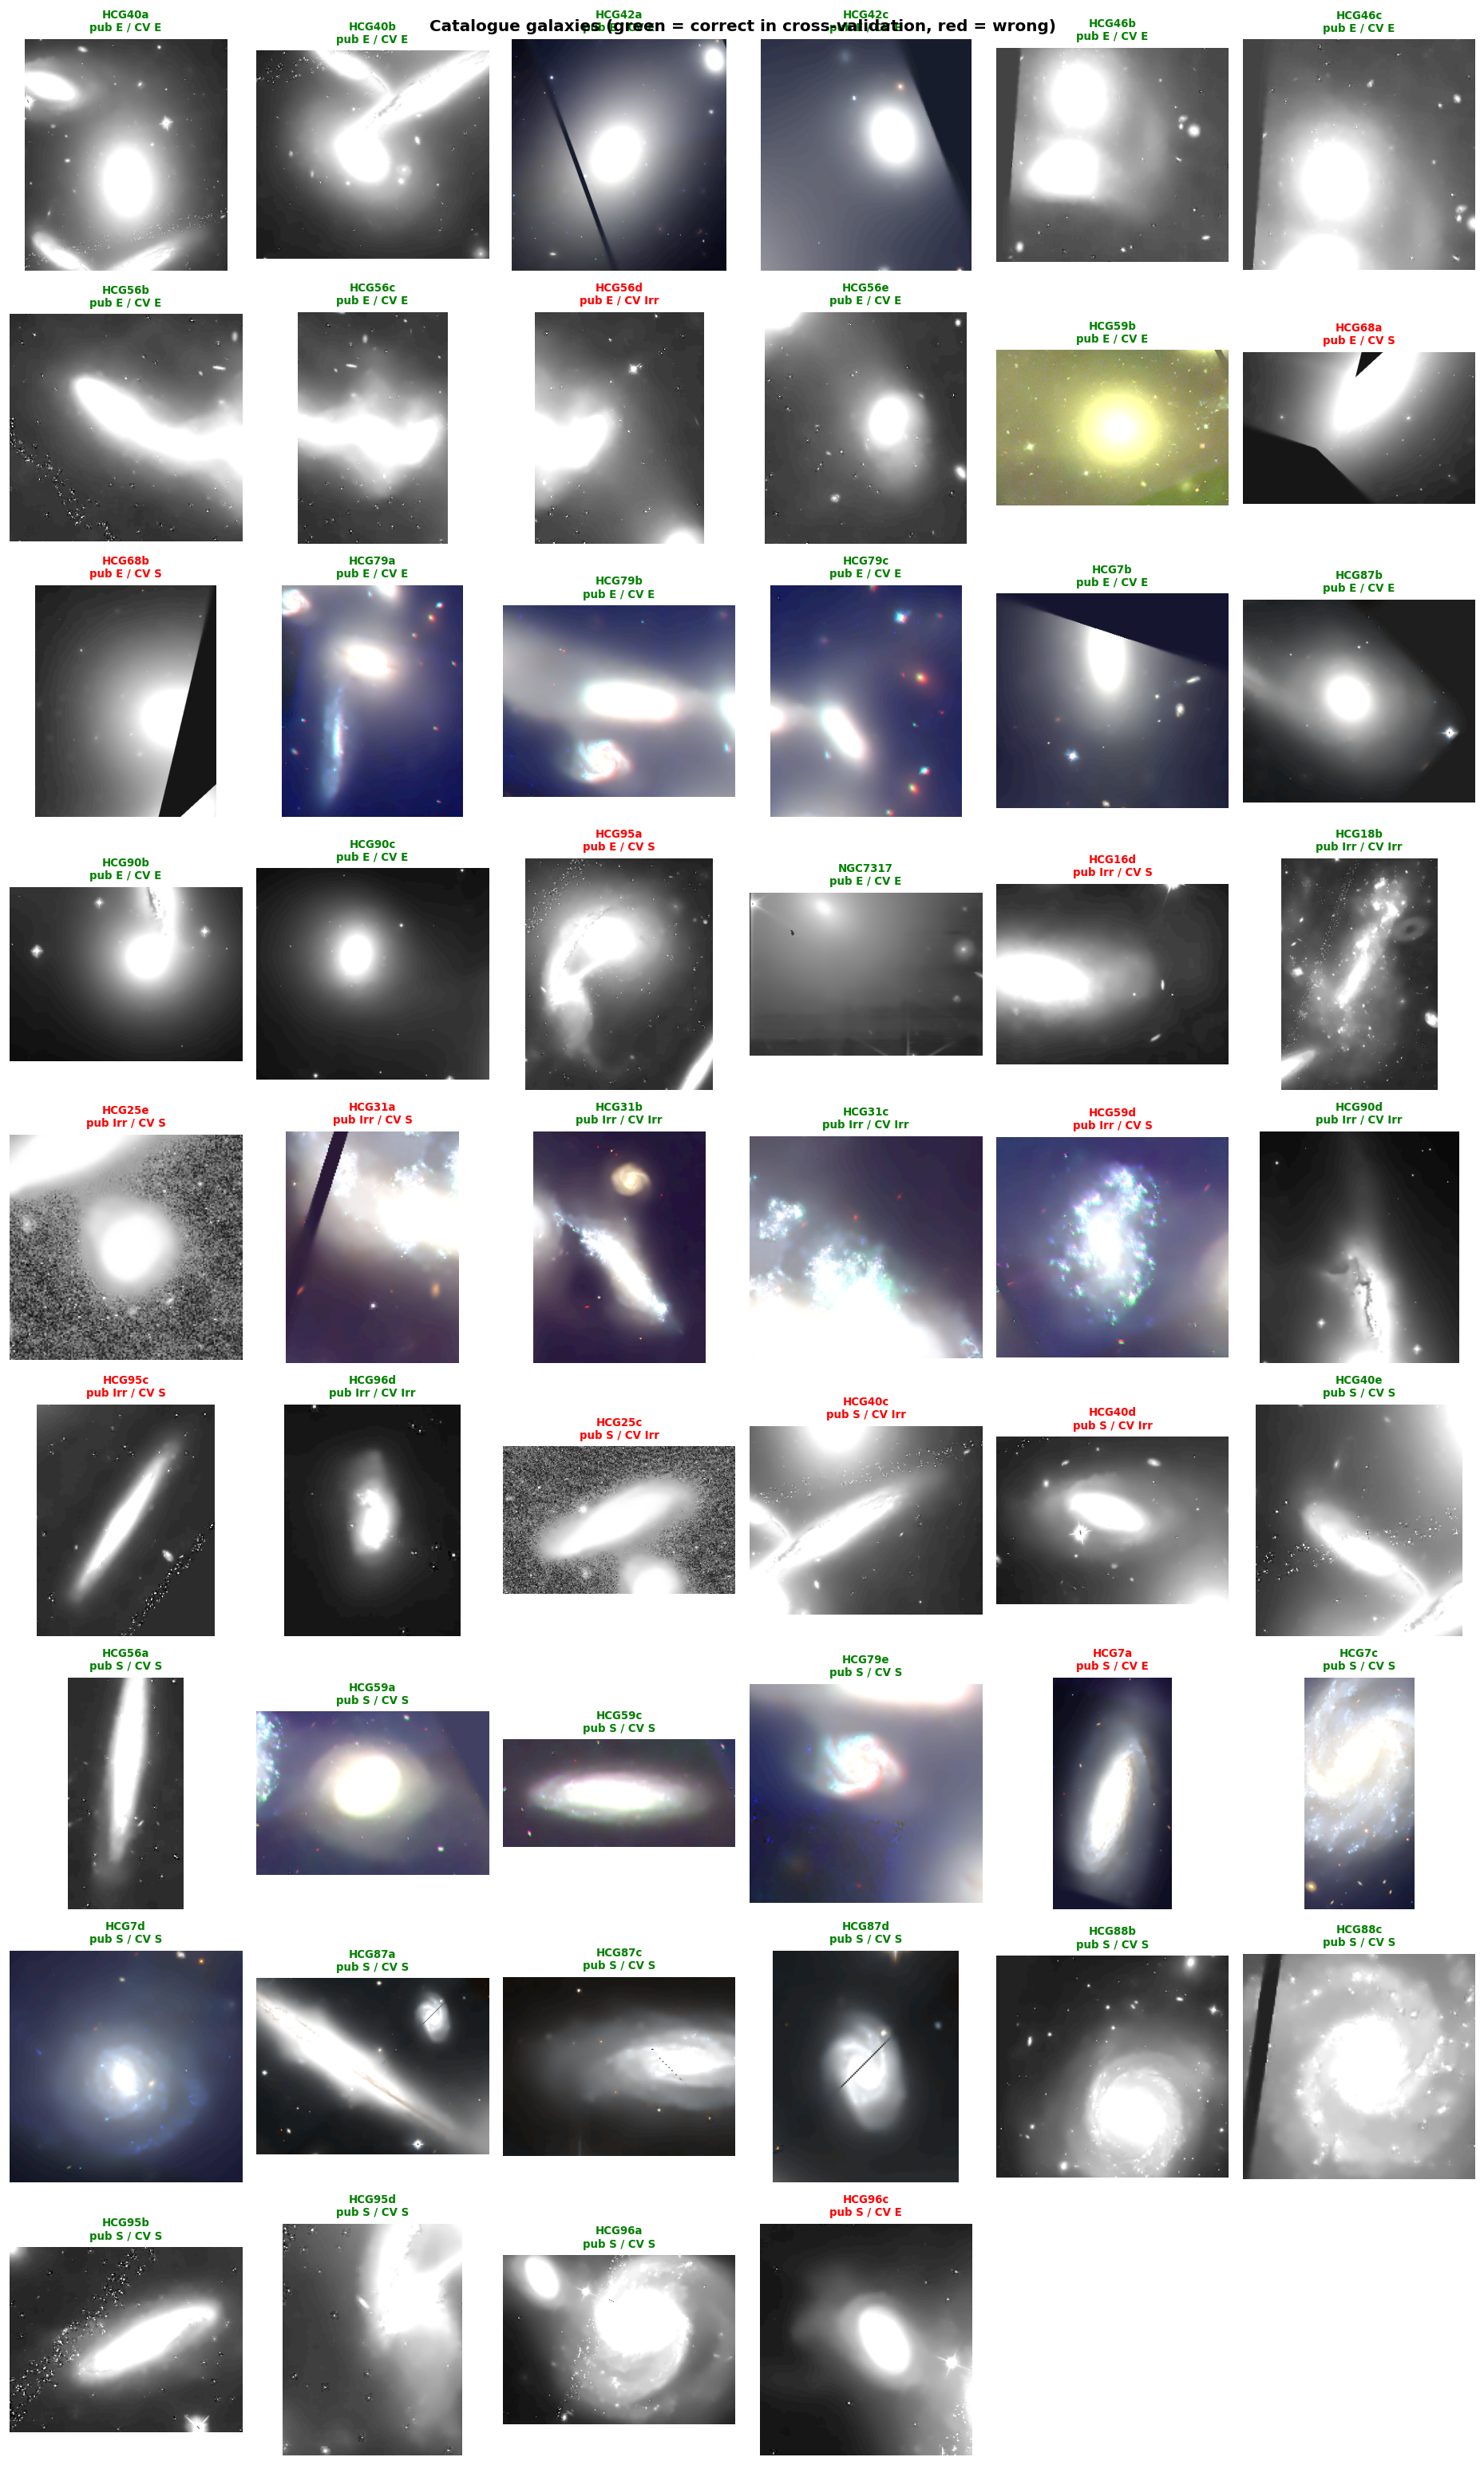 Catalogue galaxies (green = correct in cross-validation, red = wrong)
HCG40a
pub E / CV E
HCG40b
pub E / CV E
HCG42a
pub E / CV E
HCG42c
pub E / CV E
HCG46b
pub E / CV E
HCG46c
pub E / CV E
HCG56b
pub E / CV E
HCG56c
pub E / CV E
HCG56d
pub E / CV Irr
HCG56e
pub E / CV E
HCG59b
pub E / CV E
HCG68a
pub E / CV S
HCG68b
pub E / CV S
HCG79a
pub E / CV E
HCG79b
pub E / CV E
HCG79c
pub E / CV E
HCG7b
pub E / CV E
HCG87b
pub E / CV E
HCG90b
pub E / CV E
HCG90c
pub E / CV E
HCG95a
pub E / CV S
NGC7317
pub E / CV E
HCG16d
pub Irr / CV S
HCG18b
pub Irr / CV Irr
HCG25e
pub Irr / CV S
HCG31a
pub Irr / CV S
HCG31b
pub Irr / CV Irr
HCG31c
pub Irr / CV Irr
HCG59d
pub Irr / CV S
HCG90d
pub Irr / CV Irr
HCG95c
pub Irr / CV S
HCG96d
pub Irr / CV Irr
HCG25c
pub S / CV Irr
HCG40c
pub S / CV Irr
HCG40d
pub S / CV Irr
HCG40e
pub S / CV S
HCG56a
pub S / CV S
HCG59a
pub S / CV S
HCG59c
pub S / CV S
HCG79e
pub S / CV S
HCG7a
pub S / CV E
HCG7c
pub S / CV S
HCG7d
pub S / CV S
HCG87a
pub S / CV S
HCG87c
pub S / CV S
HCG87d
pub S / CV S
HCG88b
pub S / CV S
HCG88c
pub S / CV S
HCG95b
pub S / CV S
HCG95d
pub S / CV S
HCG96a
pub S / CV S
HCG96c
pub S / CV E